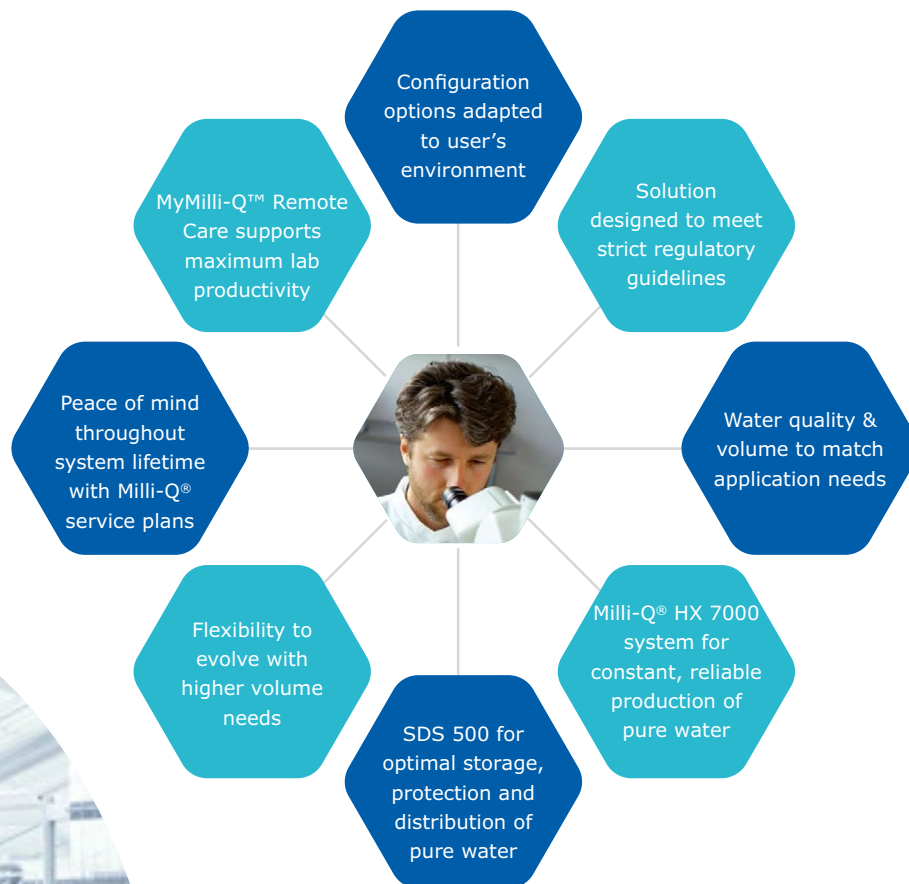 Configuration
options adapted
to user’s
environment
Solution
designed to meet
strict regulatory
guidelines
Water quality &
volume to match
application needs
Milli-Q® HX 7000
system for
constant, reliable
production of
pure water
SDS 500 for
optimal storage,
protection and
distribution of
pure water
Flexibility to
evolve with
higher volume
needs
Peace of mind
throughout
system lifetime
with Milli-Q®
service plans
MyMilli-Q™ Remote
Care supports
maximum lab
productivity